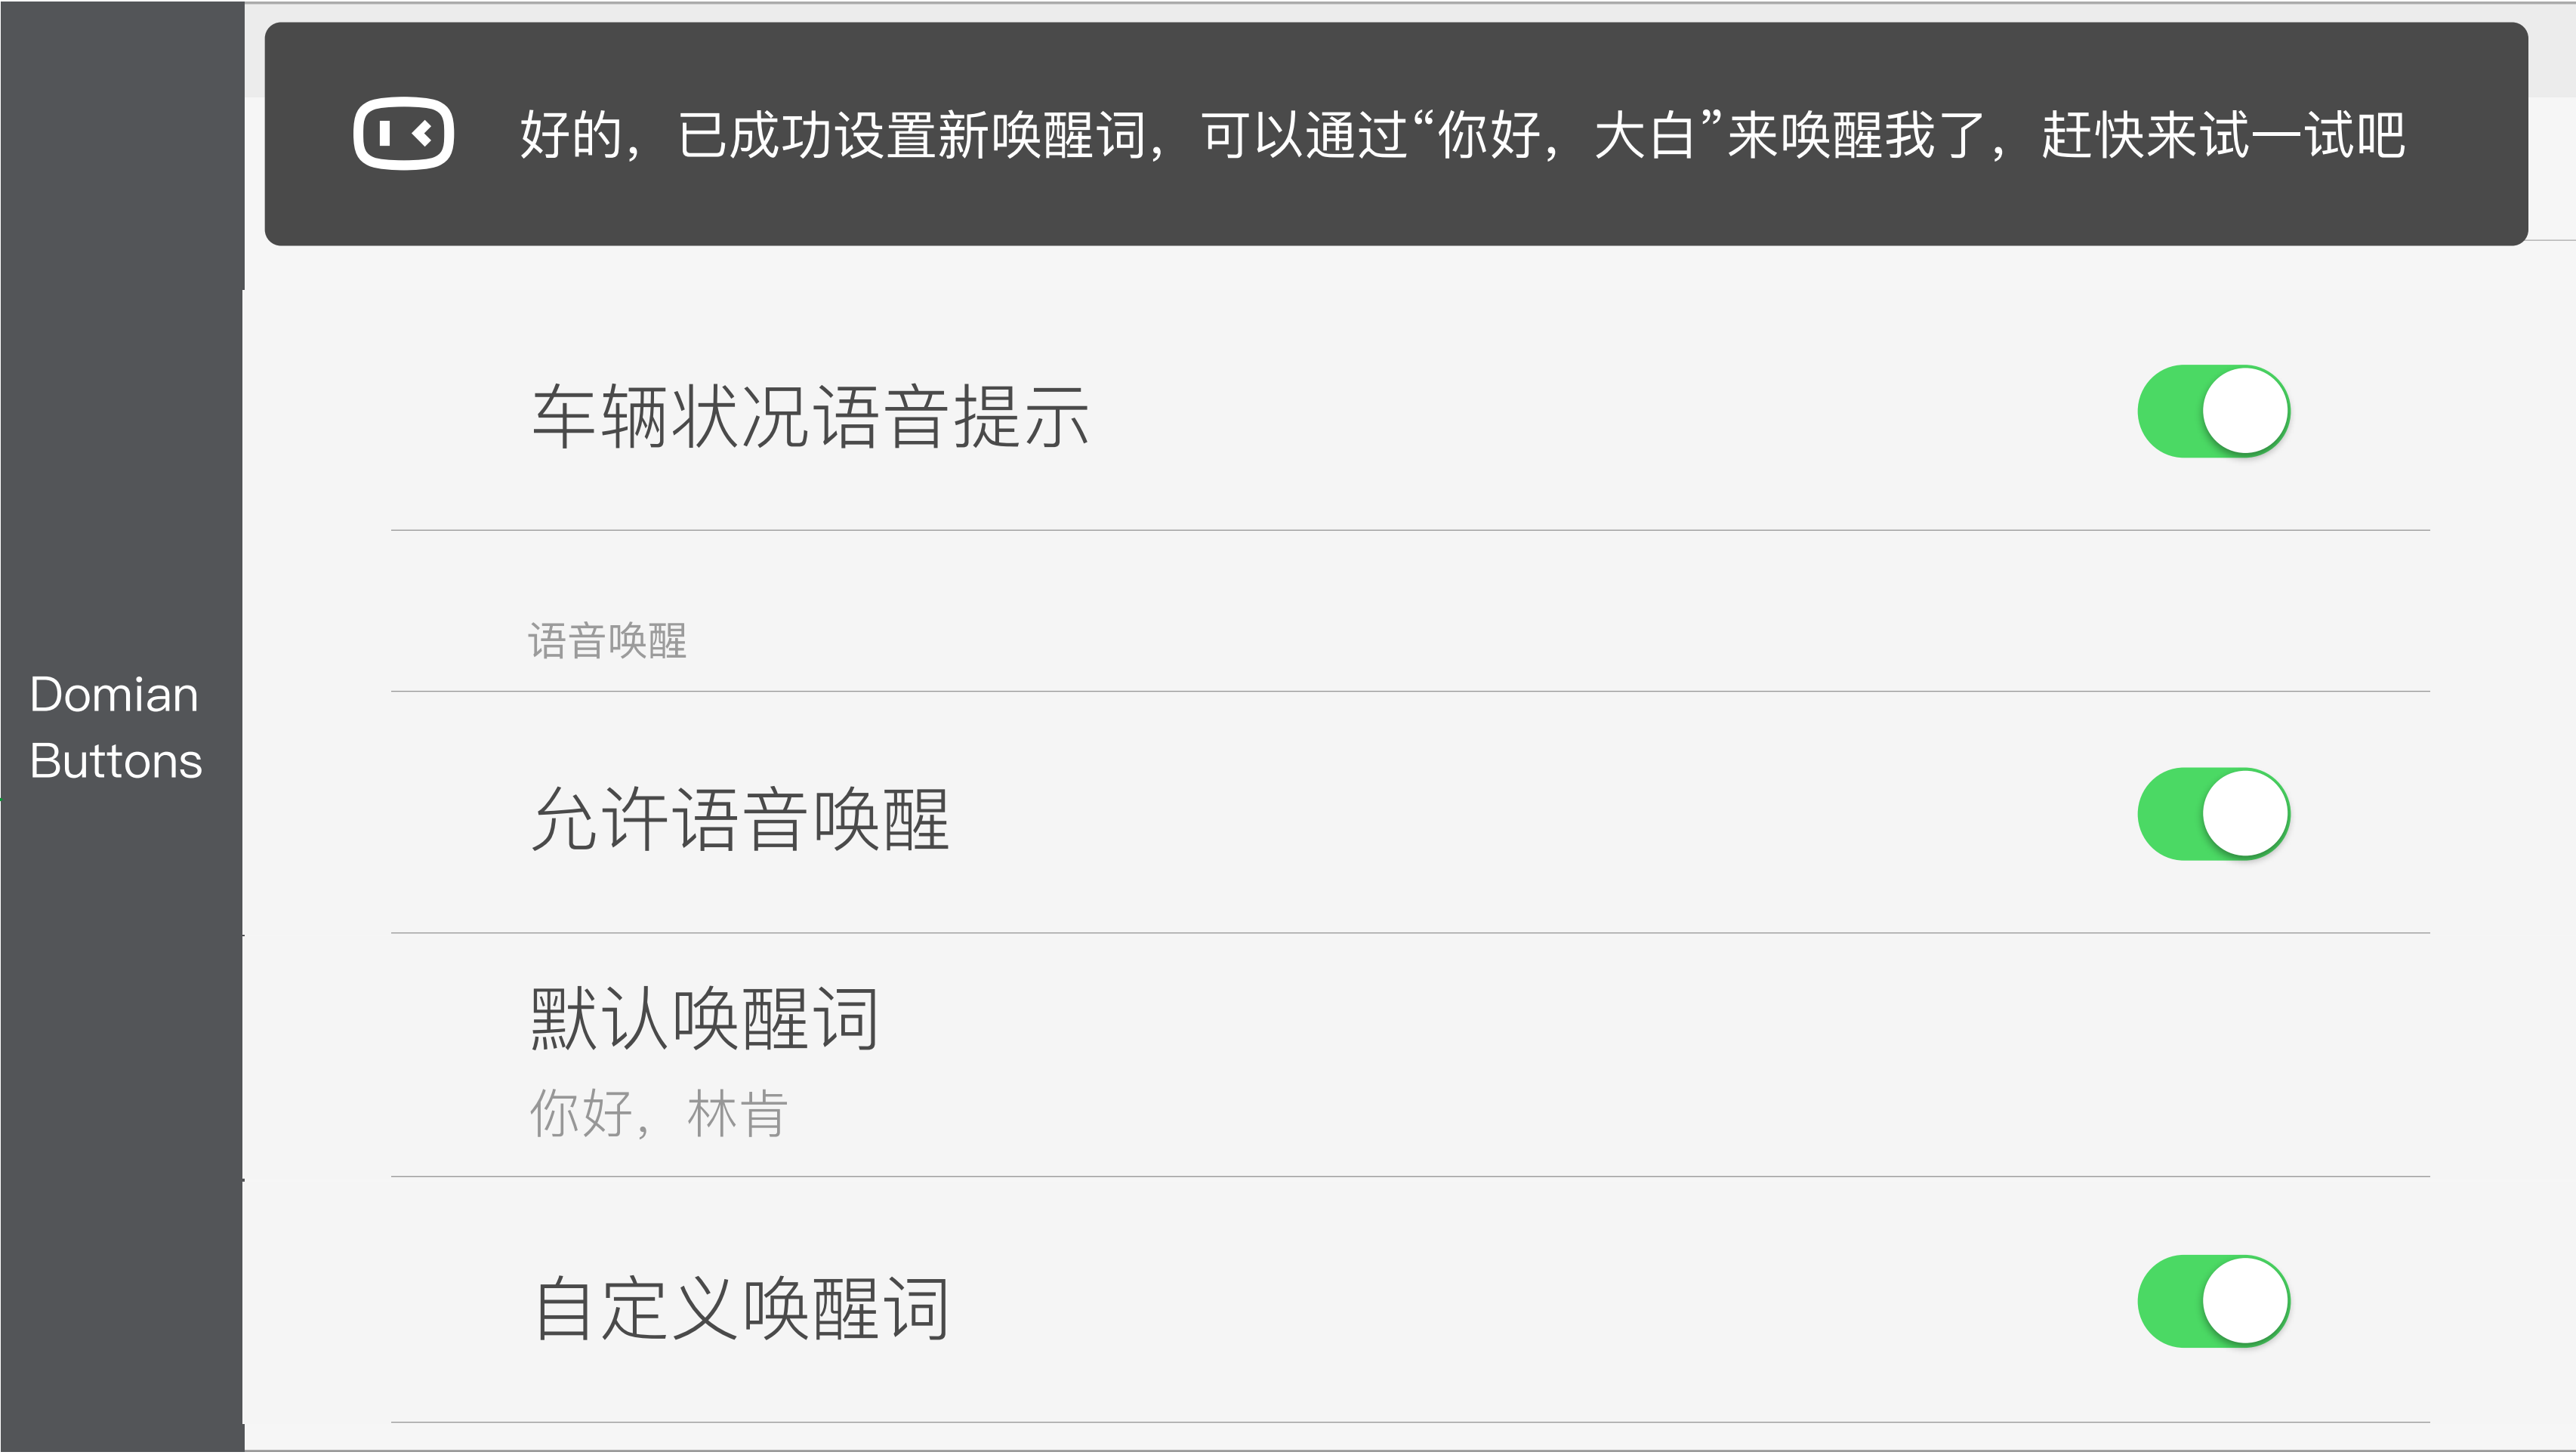 好的，已成功设置新唤醒词，可以通过“你好，大白”来唤醒我了，赶快来试一试吧
车辆状况语音提示
语音唤醒
Domian
Buttons
允许语音唤醒
默认唤醒词
你好，林肯
自定义唤醒词